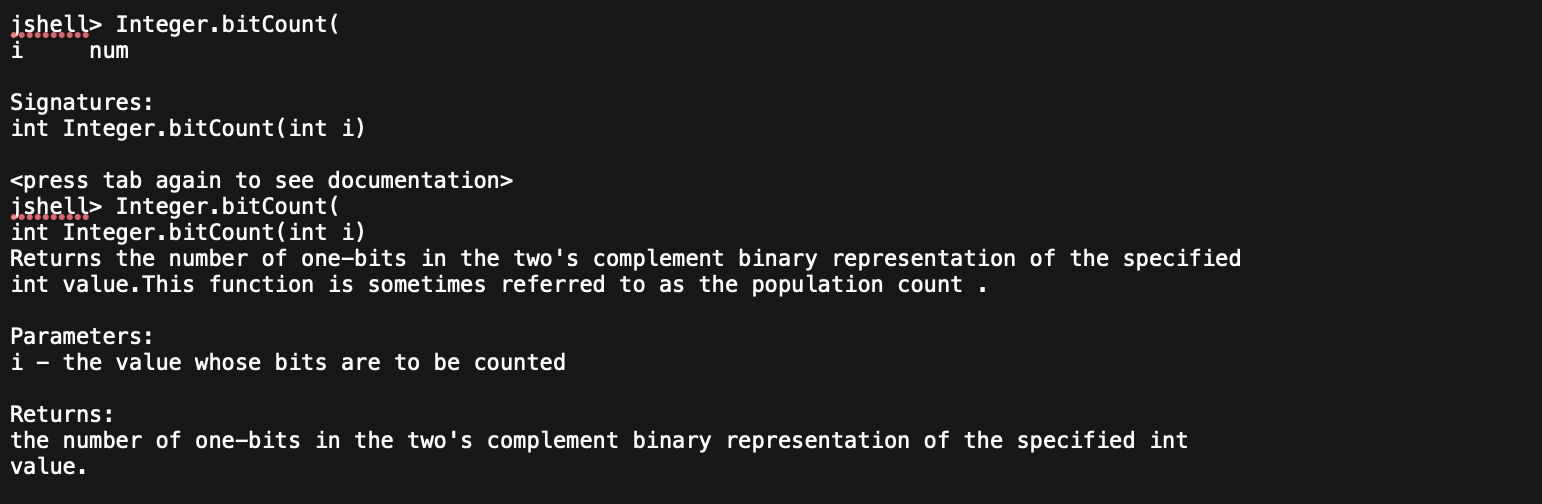 jshell> Integer.bitCount(
i     num
Signatures:
int Integer.bitCount(int i)
<press tab again to see documentation>
jshell> Integer.bitCount(
int Integer.bitCount(int i)
Returns the number of one-bits in the two's complement binary representation of the specified
int value.This function is sometimes referred to as the population count .
Parameters:
i - the value whose bits are to be counted
Returns:
the number of one-bits in the two's complement binary representation of the specified int
value.